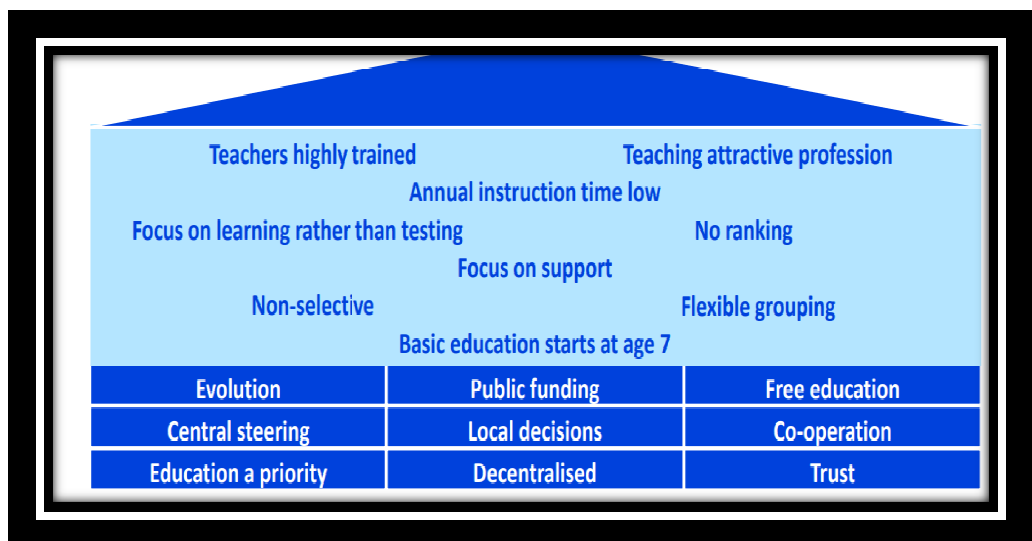 Teachers highly trained Teaching attractive profession
Annual instruction time low
Focus on learning rather than testing No ranking
Focus on support
Non-selective Flexible grouping
Basic education starts at age 7
Evolution Public funding Free education
Central steering Local decisions Co-operation
Education a priority Decentralised Trust